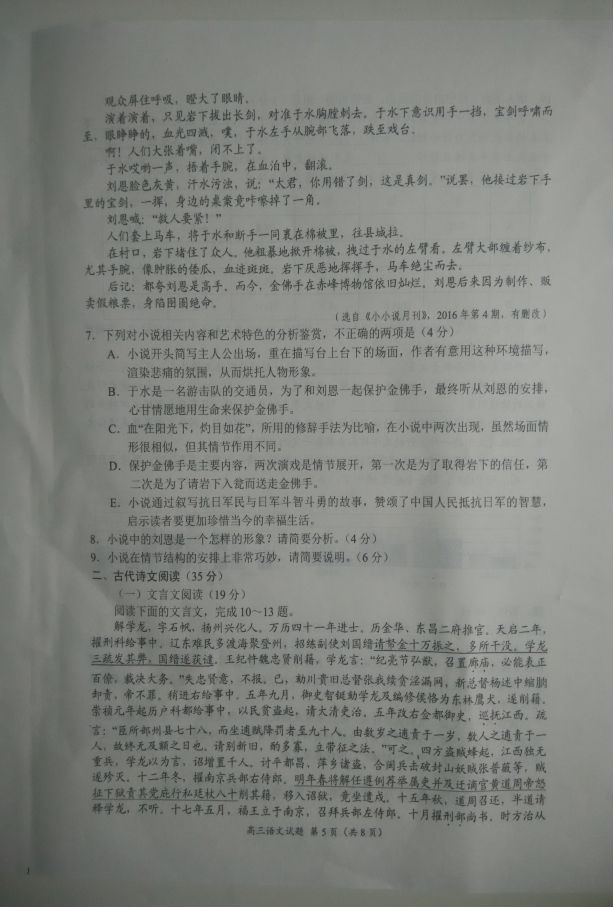 观众屏住呼吸，瞪大了眼睛。
演着演着，只见岩下拔出长剑，对准于水胸膛刺去。于水下意识用手一挡，宝剑呼啸而
至，眼睁睁的，血光四溅，噗，于水左手从腕部飞落，跌至戏台。
啊！人们大张着嘴，闭不上了。
于水哎哟一声，捂着手腕，在血泊中，翻滚。
刘恩脸色灰黄，汗水污浊，说：“太君，你用错了剑，这是真剑。”说罢，他接过岩下手
里的宝剑，一挥，身边的桌案竟咔嚓掉了一角。
刘恩喊：“救人要紧！”
人们套上马车，将于水和断手一同裹在棉被里，往县城拉。
在村口，岩下堵住了众人。他粗暴地掀开棉被，拽过于水的左臂看。左臂大部缠着纱布，
尤其手腕，像肿胀的倭瓜，血迹斑斑。岩下厌恶地挥挥手，马车绝尘而去。
后记：都夸刘恩是高手。而今，金佛手在赤峰博物馆依旧灿烂。刘恩后来因为制作、贩
卖假粮票，身陷囹圄绝命。
（选自《小小说月刊》，2016年第4期，有删改）
7．下列对小说相关内容和艺术特色的分析鉴赏，不正确的两项是（4分）
A．小说开头简写主人公出场，重在描写台上台下的场面，作者有意用这种环境描写，
渲染悲痛的氛围，从而烘托人物形象。
B．于水是一名游击队的交通员，为了和刘恩一起保护金佛手，最终听从刘恩的安排，
心甘情愿地用生命来保护金佛手。
C．血“在阳光下，灼目如花”，所用的修辞手法为比喻，在小说中两次出现，虽然场面情
形很相似，但其情节作用不同。
D．保护金佛手是主要内容，两次演戏是情节展开，第一次是为了取得岩下的信任，第
二次是为了请岩下入瓮而送走金佛手。
E．小说通过叙写抗日军民与日军斗智斗勇的故事，赞颂了中国人民抵抗日军的智慧，
启示读者要更加珍惜当今的幸福生活。
8．小说中的刘恩是一个怎样的形象？请简要分析。（4分）
9．小说在情节结构的安排上非常巧妙，请简要说明。（6分）
二、古代诗文阅读（35分）
（一）文言文阅读（19分）
阅读下面的文言文，完成10～13题。
解学龙，字石帆，扬州兴化人。万历四十一年进士。历金华、东昌二府推官。天启二年，
擢刑科给事中。辽东难民多渡海聚登州，招练副使刘国缙请帑金十万振之，多所干没。学龙
三疏发其弊，国缙遂获谴。王纪忤魏忠贤削籍，学龙言：“纪亮节弘猷，召置廊庙，必能表正
百僚，裁决大务。”失忠贤意，不报。已，劾川贵旧总督张我续贪淫漏网，新总督杨述中缩朒
卸责，帝不罪。稍进右给事中。五年九月，御史智铤劾学龙及编修侯恪为东林鹰犬，遂削籍。
崇祯元年起历户科都给事中，以民贫盗起，请大清吏治。五年改右佥都御史，巡抚江西。疏
言：“臣所部州县七十八，而坐逋赋降罚者至九十人。由数岁之逋责于一岁，数人之逋责于一
人，故终无及额之日也。请别新旧，酌多寡，立带征之法。”可之。四方盗贼蜂起，江西独无
重兵，学龙以为言，诏增置千人。讨平都昌、萍乡诸盗，合闽兵击破封山妖贼张普薇等，贼
遂殄灭。十二年冬，擢南京兵部右侍郎。明年春将解任遵例荐举属吏并及迁谪官黄道周帝怒
征下狱责其党庇行私廷杖八十削其籍，移入诏狱，竟坐遣戍。十五年秋，道周召还，半道请
释学龙，不听。十七年五月，福王立于南京，召拜兵部左侍郎。十月擢刑部尚书。时方治从
高三语文试题 第5页（共8页）